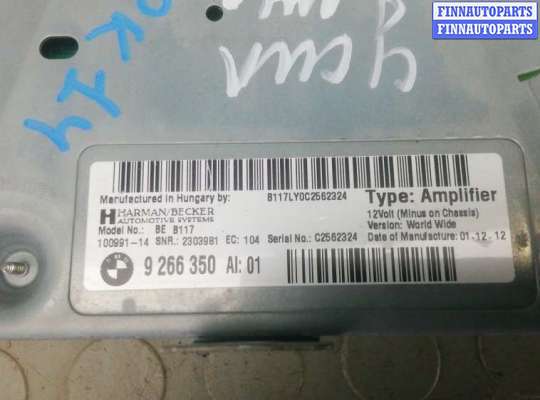 FINNAUTOPARTS
FINNAUTOPARTS
Manufactured in Hungary by:
B117LY0C2562324
Type: Amplifier
HARMAN/BECKER
AUTOMOTIVE SYSTEMS
12Volt (Minus on Chassis)
Model No.: BE B117
Version: World Wide
100991-14 SNR.: 2303981 EC: 104 Serial No.: C2562324 Date of Manufacture: 01.12.12
9 266 350 AI: 01